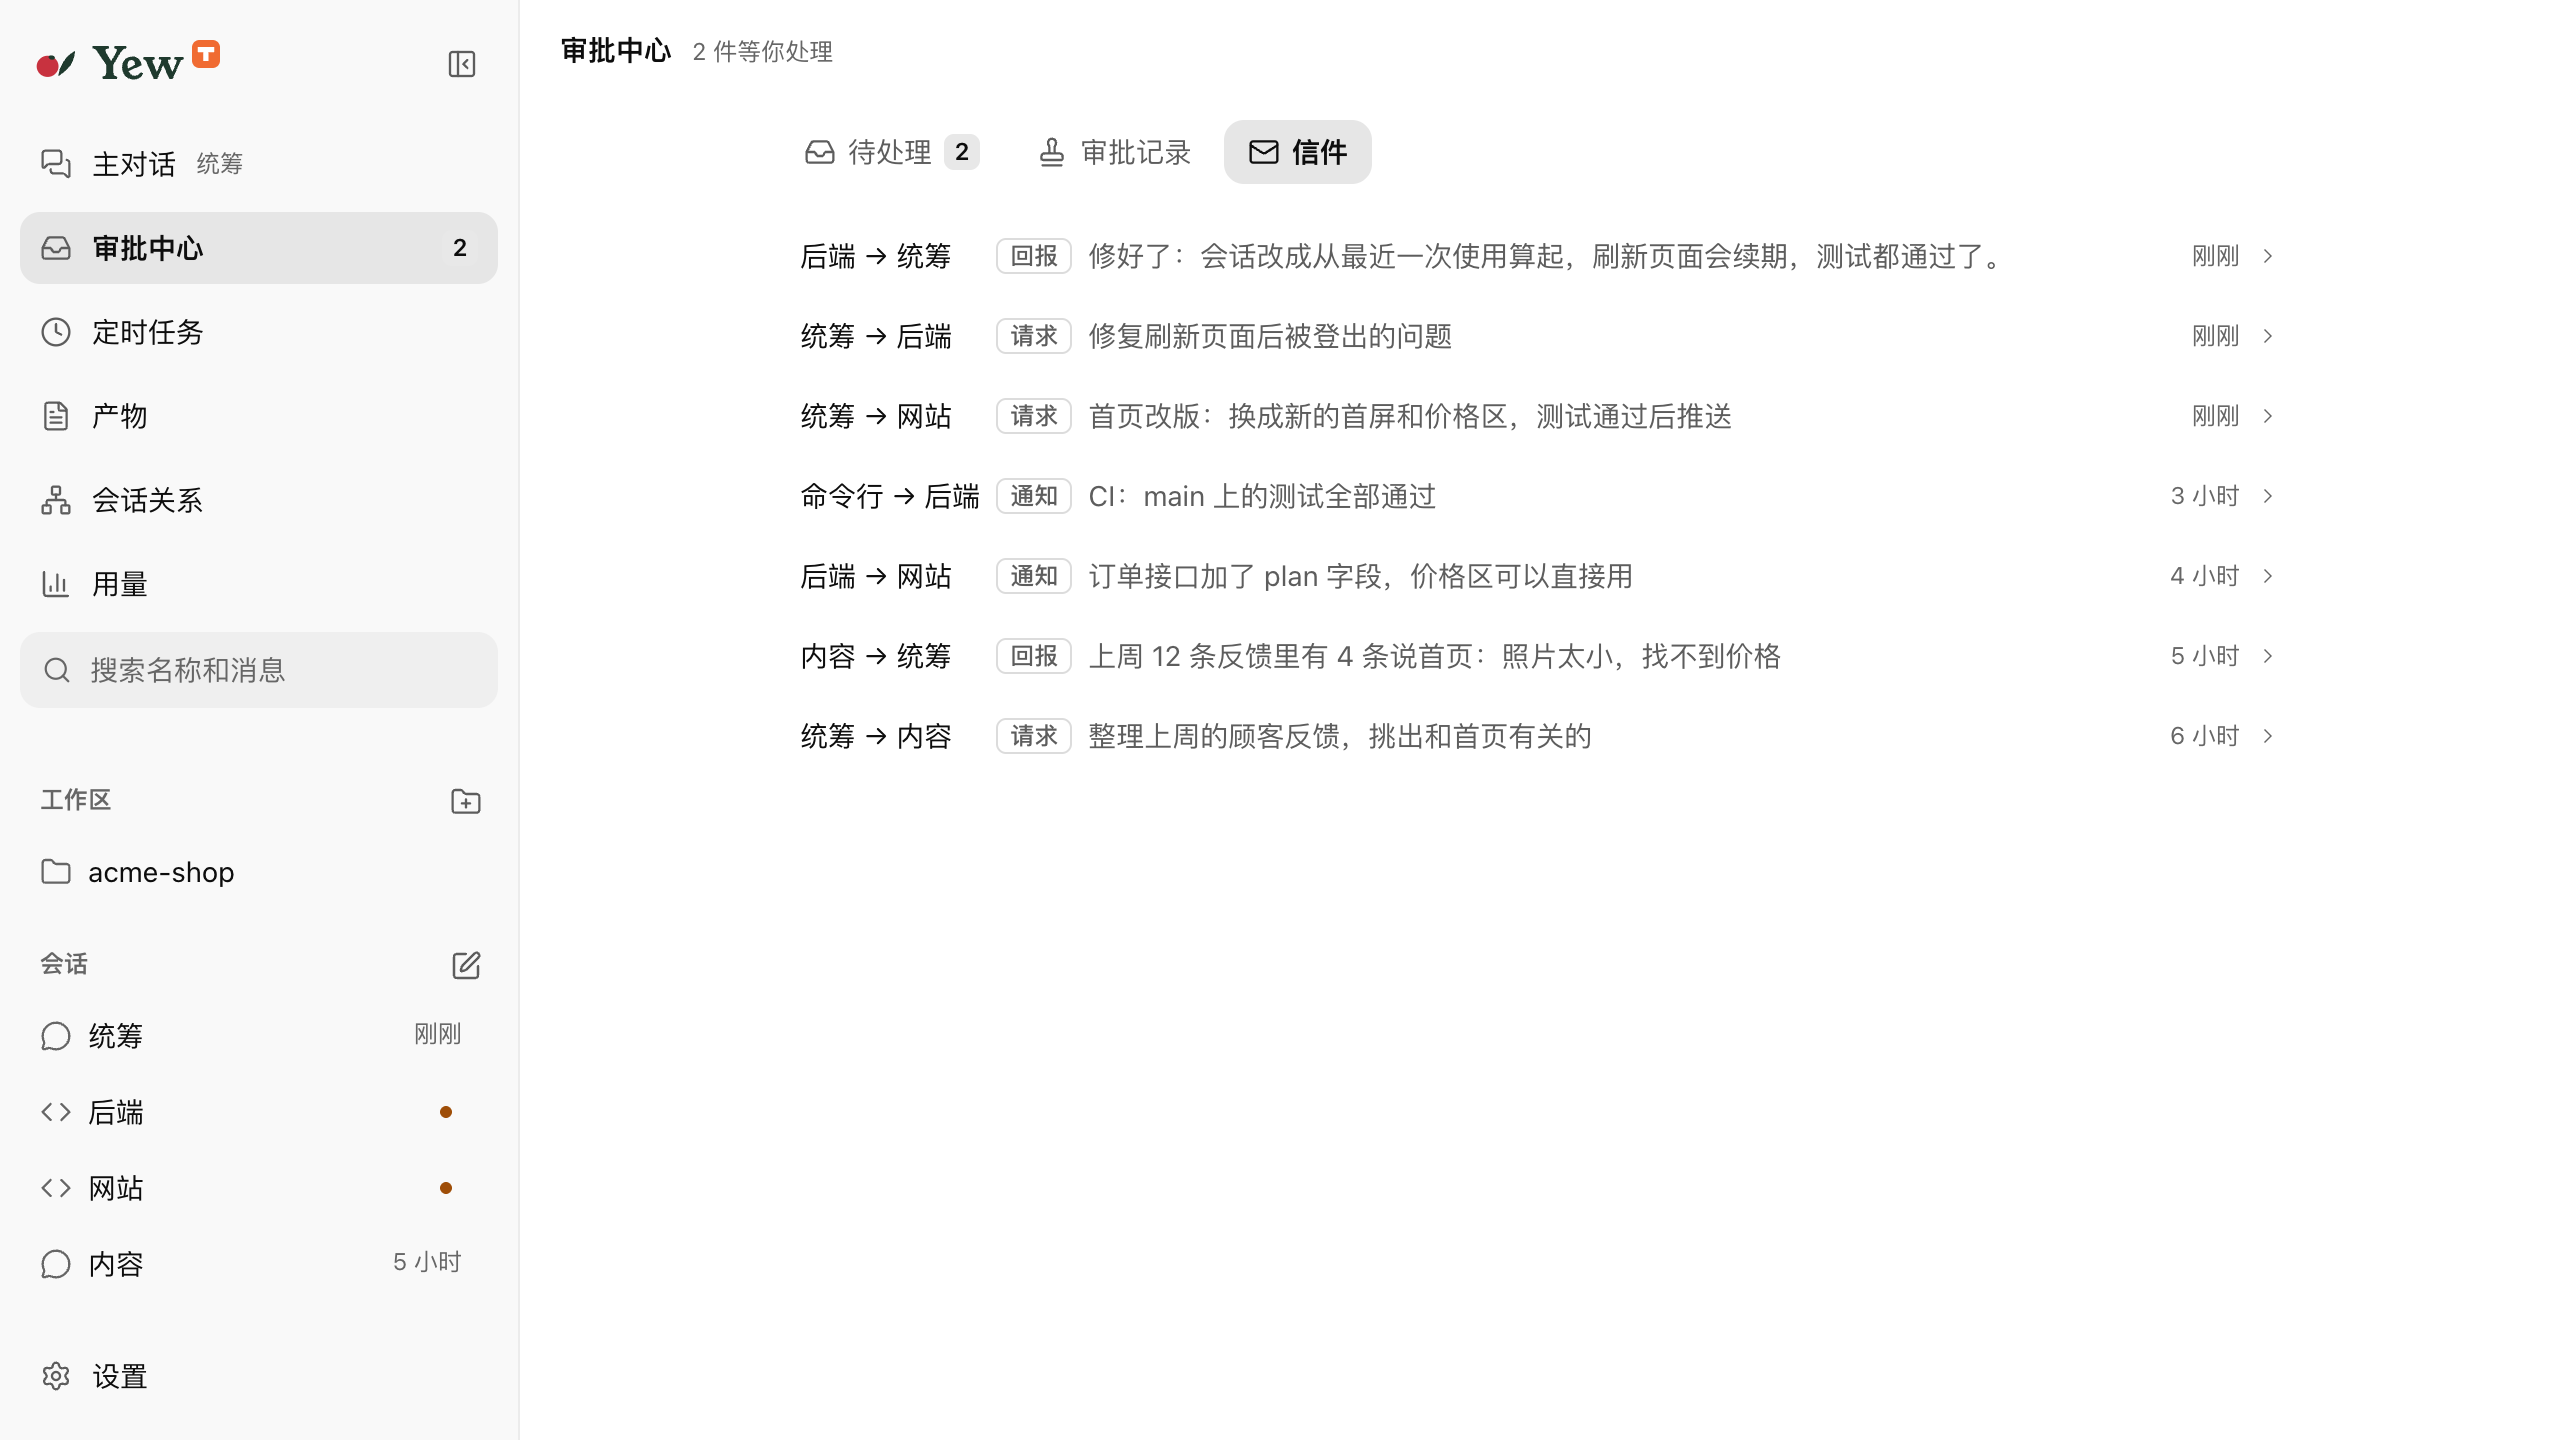 Yew T
主对话 统筹
审批中心 2
定时任务
产物
会话关系
用量
搜索名称和消息
工作区
acme-shop
会话
统筹 刚刚
后端
网站
内容 5 小时
设置
审批中心 2 件等你处理
待处理 2 审批记录 信件
后端 → 统筹 回报 修好了：会话改成从最近一次使用算起，刷新页面会续期，测试都通过了。 刚刚
统筹 → 后端 请求 修复刷新页面后被登出的问题 刚刚
统筹 → 网站 请求 首页改版：换成新的首屏和价格区，测试通过后推送 刚刚
命令行 → 后端 通知 CI：main 上的测试全部通过 3 小时
后端 → 网站 通知 订单接口加了 plan 字段，价格区可以直接用 4 小时
内容 → 统筹 回报 上周 12 条反馈里有 4 条说首页：照片太小，找不到价格 5 小时
统筹 → 内容 请求 整理上周的顾客反馈，挑出和首页有关的 6 小时